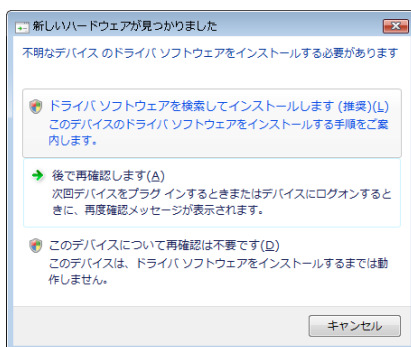 新しいハードウェアが見つかりました
不明なデバイス のドライバ ソフトウェアをインストールする必要があります
ドライバ ソフトウェアを検索してインストールします (推奨)(L)
このデバイスのドライバ ソフトウェアをインストールする手順をご案
内します。
後で再確認します(A)
次回デバイスをプラグ インするときまたはデバイスにログオンすると
きに、再度確認メッセージが表示されます。
このデバイスについて再確認は不要です(D)
このデバイスは、ドライバ ソフトウェアをインストールするまでは動
作しません。
キャンセル